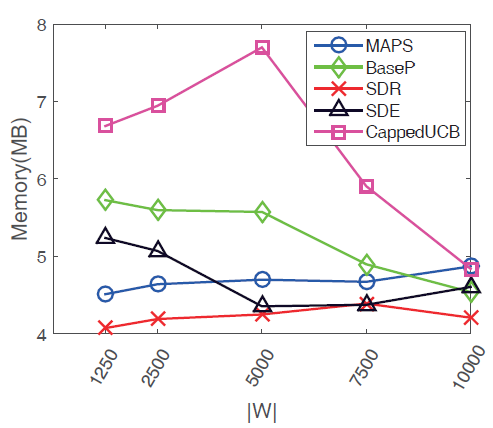 8
7
6
5
4
Memory(MB)
MAPS
BaseP
SDR
SDE
CappedUCB
1250
2500
5000
7500
10000
|W|